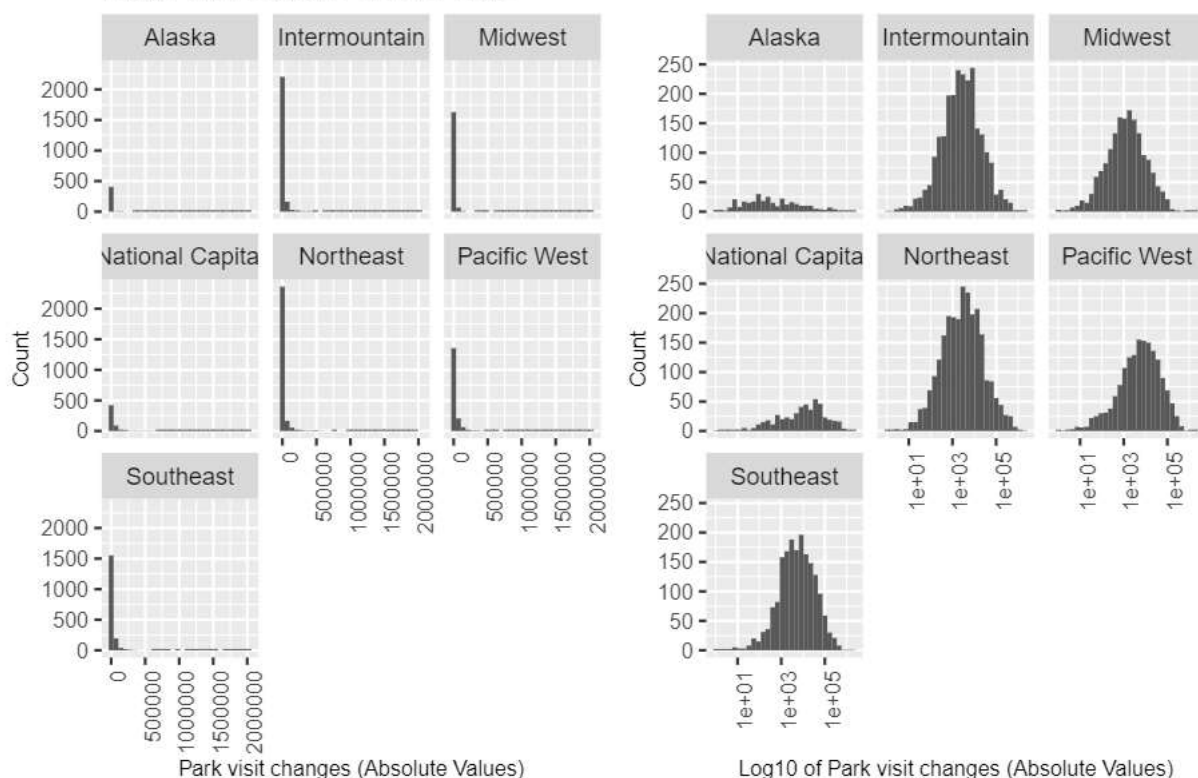 Alaska Intermountain Midwest
2000
1500
1000
500
0
National Capita Northeast Pacific West
2000
1500
1000
500
0
Southeast
2000
1500
1000
500
0
0 500000 1000000 1500000 2000000
0 500000 1000000 1500000 2000000
0 500000 1000000 1500000 2000000
Count
Park visit changes (Absolute Values)
Alaska Intermountain Midwest
250
200
150
100
50
0
National Capita Northeast Pacific West
250
200
150
100
50
0
Southeast
250
200
150
100
50
0
1e+01 1e+03 1e+05
1e+01 1e+03 1e+05
1e+01 1e+03 1e+05
Count
Log10 of Park visit changes (Absolute Values)